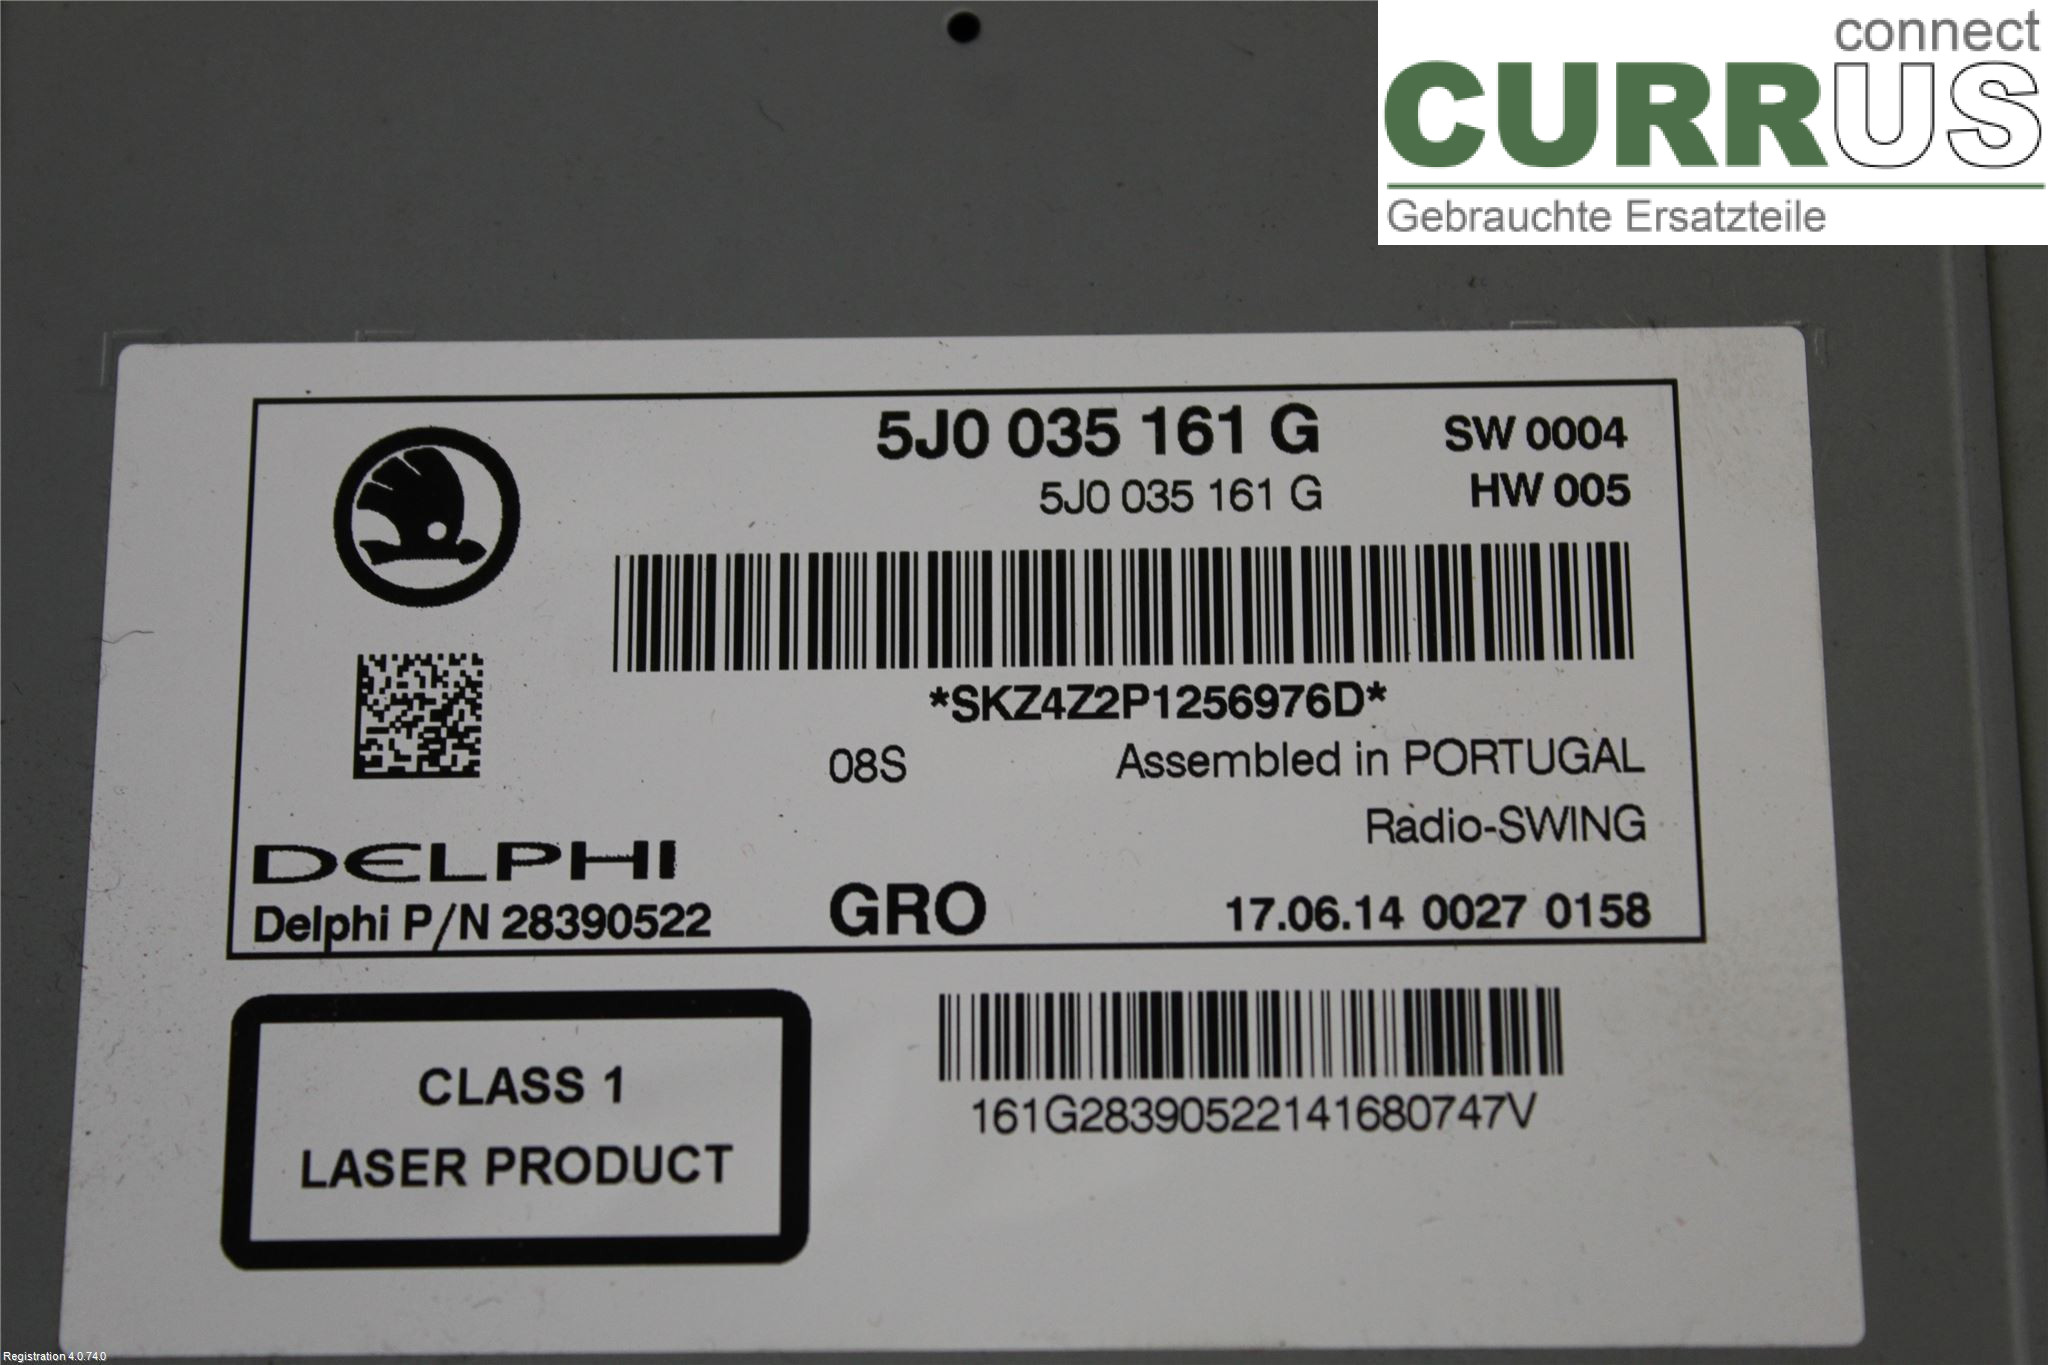 connect
CURRUS
Gebrauchte Ersatzteile
5J0 035 161 G
SW 0004
5J0 035 161 G
HW 005
*SKZ4Z2P1256976D*
08S
Assembled in PORTUGAL
Radio-SWING
DELPHI
Delphi P/N 28390522
GRO
17.06.14 0027 0158
CLASS 1
LASER PRODUCT
161G28390522141680747V
Registration 4.0.74.0